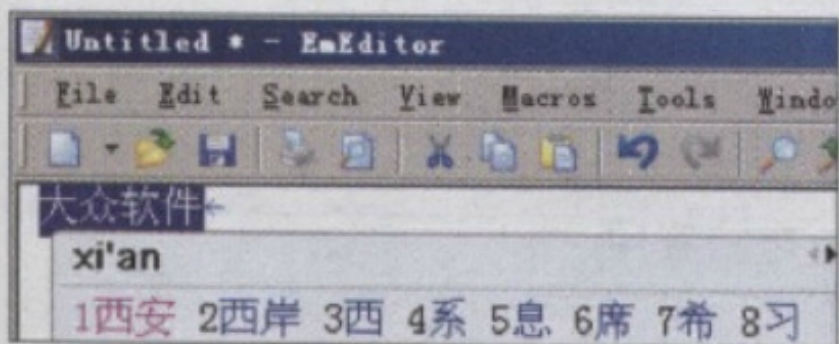 Untitled * - EmEditor
File Edit Search View Macros Tools Windo
大众软件
xi'an
1西安 2西岸 3西 4系 5息 6席 7希 8习